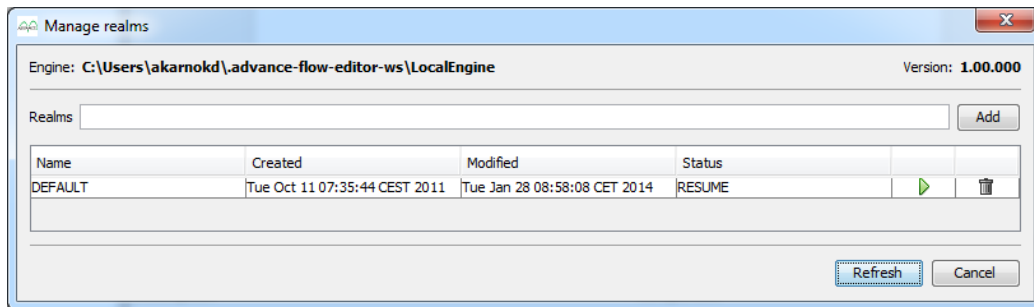 Manage realms
Engine: C:\Users\akarnokd\.advance-flow-editor-ws\LocalEngine Version: 1.00.000
Realms Add
Name Created Modified Status
DEFAULT Tue Oct 11 07:35:44 CEST 2011 Tue Jan 28 08:58:08 CET 2014 RESUME
Refresh Cancel